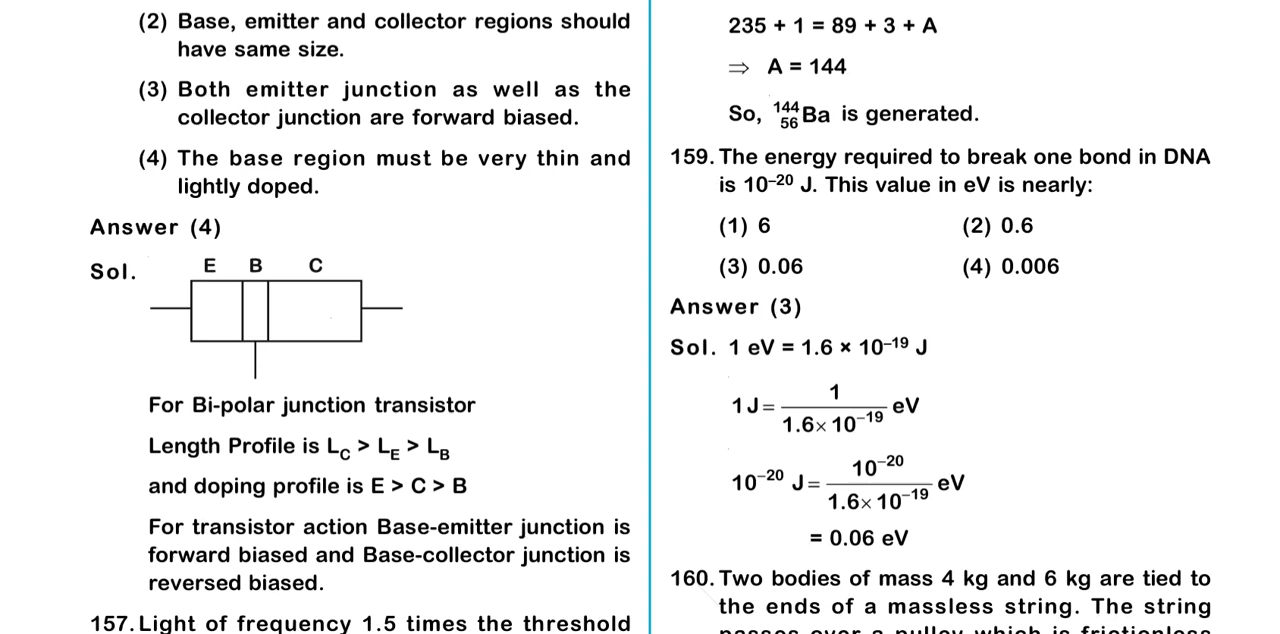 (2) Base, emitter and collector regions should
have same size.
(3) Both emitter junction as well as the
collector junction are forward biased.
(4) The base region must be very thin and
lightly doped.
Answer (4)
Sol.
E B C
For Bi-polar junction transistor
Length Profile is L_C > L_E > L_B
and doping profile is E > C > B
For transistor action Base-emitter junction is
forward biased and Base-collector junction is
reversed biased.
157. Light of frequency 1.5 times the threshold
235 + 1 = 89 + 3 + A
⇒ A = 144
So, ¹⁴⁴₅₆Ba is generated.
159. The energy required to break one bond in DNA
is 10⁻²⁰ J. This value in eV is nearly:
(1) 6 (2) 0.6
(3) 0.06 (4) 0.006
Answer (3)
Sol. 1 eV = 1.6 × 10⁻¹⁹ J
1 J = 1 / (1.6 × 10⁻¹⁹) eV
10⁻²⁰ J = 10⁻²⁰ / (1.6 × 10⁻¹⁹) eV
= 0.06 eV
160. Two bodies of mass 4 kg and 6 kg are tied to
the ends of a massless string. The string
passes over a pulley which is frictionless